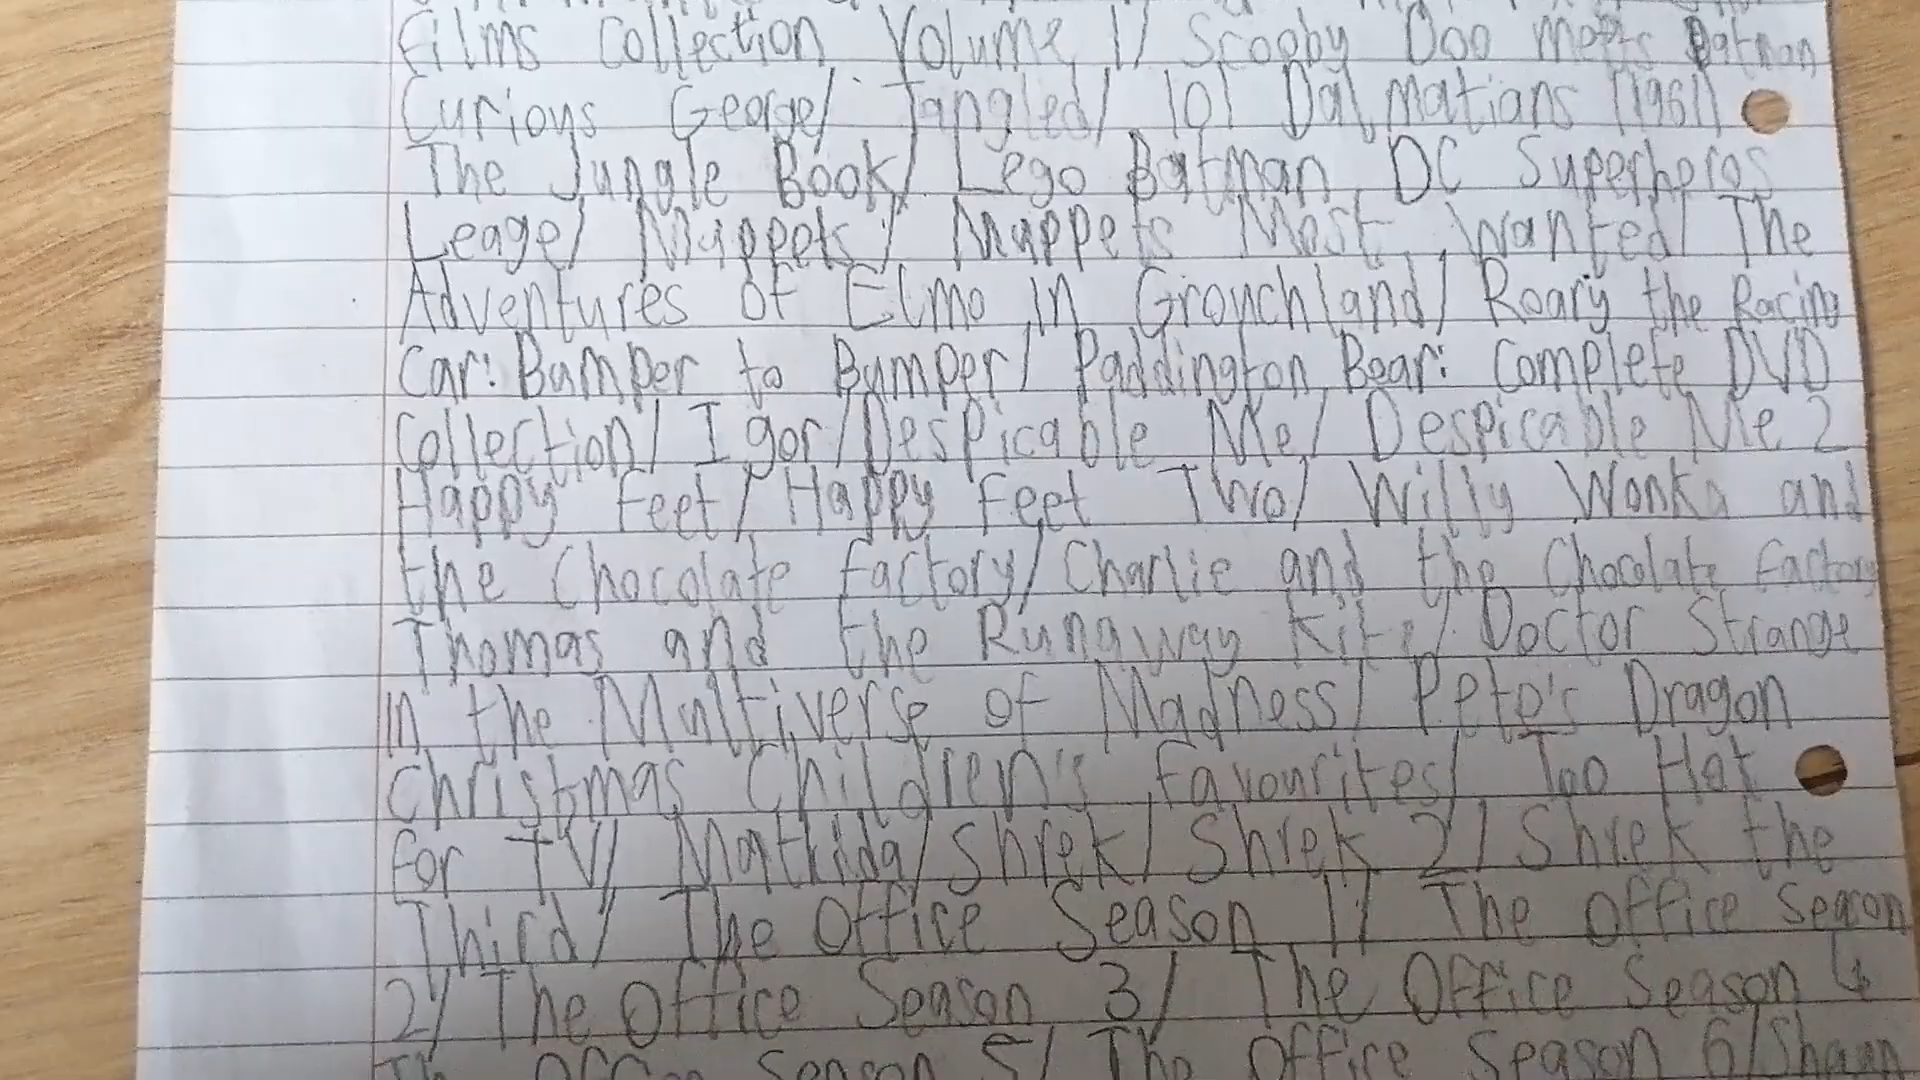 Films Collection Volume 1/ Scooby Doo meets Batman
Curious George/ Tangled/ 101 Dalmatians (1961)
The Jungle Book/ Lego Batman DC Superheros
Leage/ Muppets/ Muppets Most Wanted/ The
Adventures of Elmo in Grouchland/ Roary the Racing
Car: Bumper to Bumper/ Paddington Bear: Complete DVD
Collection/ Igor/ Despicable Me/ Despicable Me 2
Happy Feet/ Happy Feet Two/ Willy Wonka and
the Chocolate Factory/ Charlie and the Chocolate Factory
Thomas and the Runaway Kite/ Doctor Strange
in the Multiverse of Madness/ Pete's Dragon
Christmas Children's Favourites/ Too Hot
For TV/ Matilda/ Shrek/ Shrek 2/ Shrek the
Third/ The Office Season 1/ The Office Season
2/ The Office Season 3/ The Office Season 4
The Office Season 5/ The Office Season 6/ Shaun